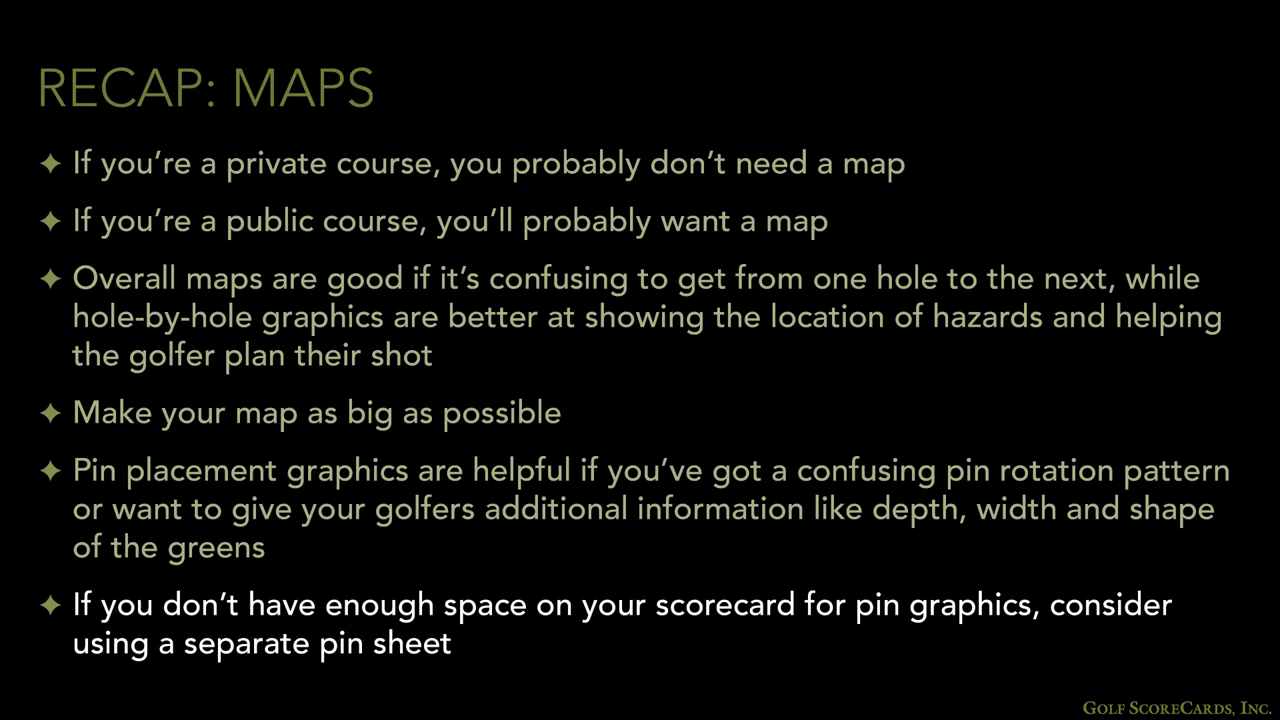 RECAP: MAPS
If you’re a private course, you probably don’t need a map
If you’re a public course, you’ll probably want a map
Overall maps are good if it’s confusing to get from one hole to the next, while
hole-by-hole graphics are better at showing the location of hazards and helping
the golfer plan their shot
Make your map as big as possible
Pin placement graphics are helpful if you’ve got a confusing pin rotation pattern
or want to give your golfers additional information like depth, width and shape
of the greens
If you don’t have enough space on your scorecard for pin graphics, consider
using a separate pin sheet
GOLF SCORECARDS, INC.